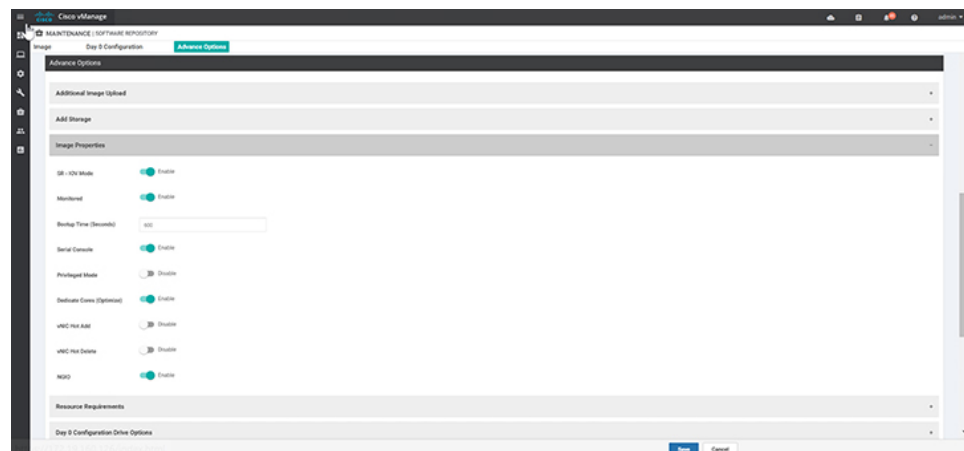 Cisco vManage
admin
MAINTENANCE | SOFTWARE REPOSITORY
Image Day 0 Configuration Advance Options
Advance Options
Additional Image Upload
Add Storage
Image Properties
SR - IOV Mode Enable
Monitored Enable
Bootup Time (Seconds) 600
Serial Console Enable
Privileged Mode Disable
Dedicate Cores (Optimize) Enable
vNIC Hot Add Disable
vNIC Hot Delete Disable
NGIO Enable
Resource Requirements
Day 0 Configuration Drive Options
Save Cancel